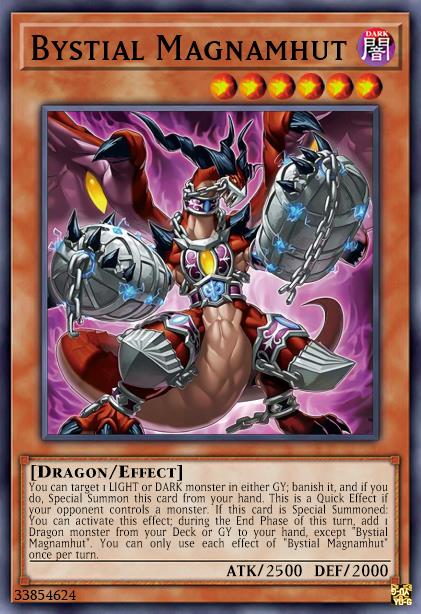 Bystial Magnamhut
DARK
闇
[Dragon/Effect]
You can target 1 LIGHT or DARK monster in either GY; banish it, and if you
do, Special Summon this card from your hand. This is a Quick Effect if
your opponent controls a monster. If this card is Special Summoned:
You can activate this effect; during the End Phase of this turn, add 1
Dragon monster from your Deck or GY to your hand, except "Bystial
Magnamhut". You can only use each effect of "Bystial Magnamhut"
once per turn.
ATK/2500 DEF/2000
33854624